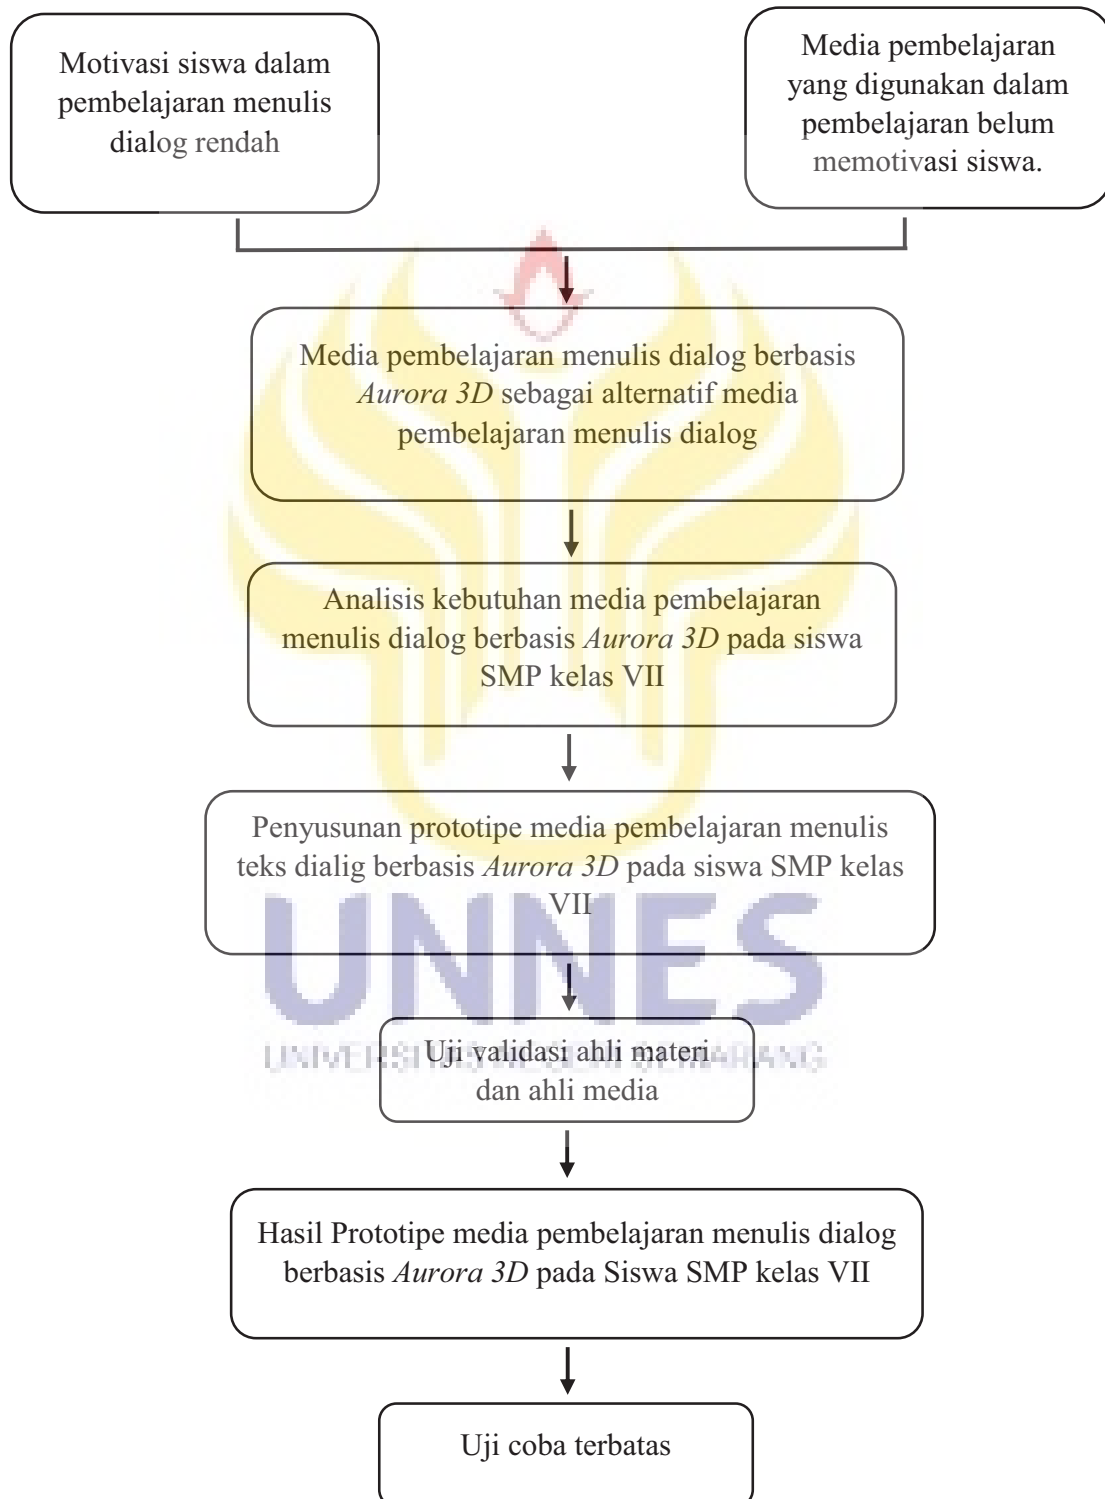 Motivasi siswa dalam
pembelajaran menulis
dialog rendah
Media pembelajaran
yang digunakan dalam
pembelajaran belum
memotivasi siswa.
Media pembelajaran menulis dialog berbasis
Aurora 3D sebagai alternatif media
pembelajaran menulis dialog
Analisis kebutuhan media pembelajaran
menulis dialog berbasis Aurora 3D pada siswa
SMP kelas VII
Penyusunan prototipe media pembelajaran menulis
teks dialig berbasis Aurora 3D pada siswa SMP kelas
VII
UNNES
UNIVERSITAS NEGERI SEMARANG
Uji validasi ahli materi
dan ahli media
Hasil Prototipe media pembelajaran menulis dialog
berbasis Aurora 3D pada Siswa SMP kelas VII
Uji coba terbatas